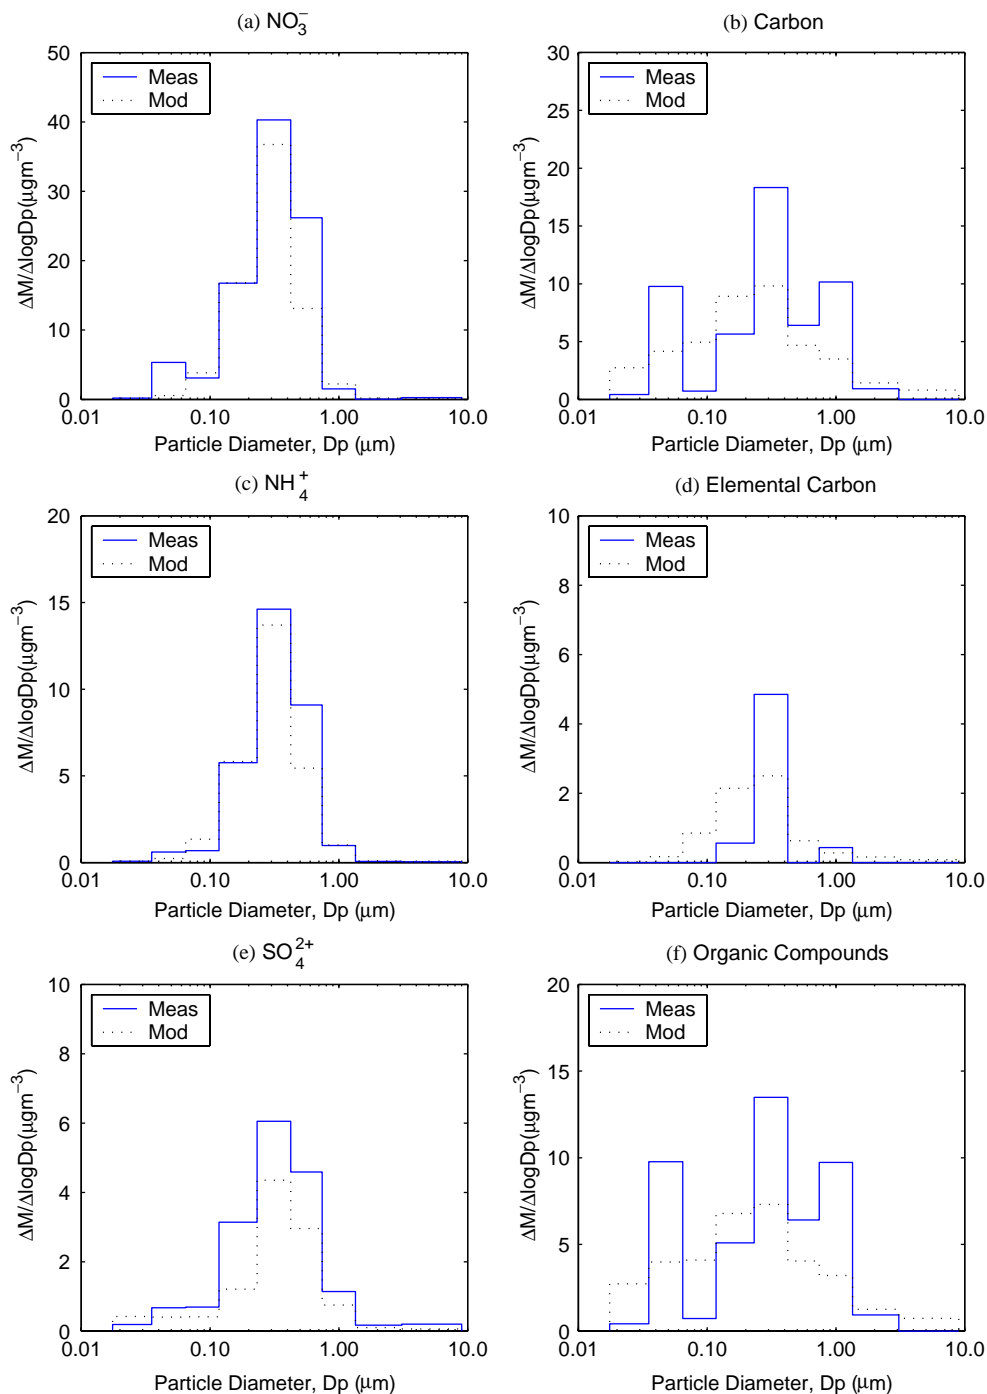 (a) NO₃⁻
50
40
30
20
10
0
ΔM/ΔlogDp(μgm⁻³)
Meas
Mod
0.01 0.10 1.00 10.0
Particle Diameter, Dp (μm)
(b) Carbon
30
25
20
15
10
5
0
ΔM/ΔlogDp(μgm⁻³)
Meas
Mod
0.01 0.10 1.00 10.0
Particle Diameter, Dp (μm)
(c) NH₄⁺
20
15
10
5
0
ΔM/ΔlogDp(μgm⁻³)
Meas
Mod
0.01 0.10 1.00 10.0
Particle Diameter, Dp (μm)
(d) Elemental Carbon
10
8
6
4
2
0
ΔM/ΔlogDp(μgm⁻³)
Meas
Mod
0.01 0.10 1.00 10.0
Particle Diameter, Dp (μm)
(e) SO₄²⁺
10
8
6
4
2
0
ΔM/ΔlogDp(μgm⁻³)
Meas
Mod
0.01 0.10 1.00 10.0
Particle Diameter, Dp (μm)
(f) Organic Compounds
20
15
10
5
0
ΔM/ΔlogDp(μgm⁻³)
Meas
Mod
0.01 0.10 1.00 10.0
Particle Diameter, Dp (μm)